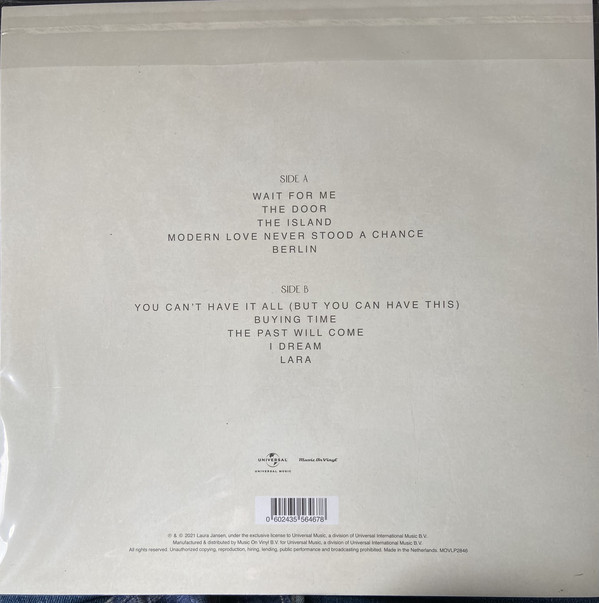 SIDE A
WAIT FOR ME
THE DOOR
THE ISLAND
MODERN LOVE NEVER STOOD A CHANCE
BERLIN
SIDE B
YOU CAN'T HAVE IT ALL (BUT YOU CAN HAVE THIS)
BUYING TIME
THE PAST WILL COME
I DREAM
LARA
UNIVERSAL Music On Vinyl
UNIVERSAL MUSIC
0 602435 564678
℗ & © 2021 Laura Jansen, under the exclusive license to Universal Music, a division of Universal International Music B.V.
Manufactured & distributed by Music On Vinyl B.V. for Universal Music, a division of Universal International Music B.V.
All rights reserved. Unauthorized copying, reproduction, hiring, lending, public performance and broadcasting prohibited. Made in the Netherlands. MOVLP2846